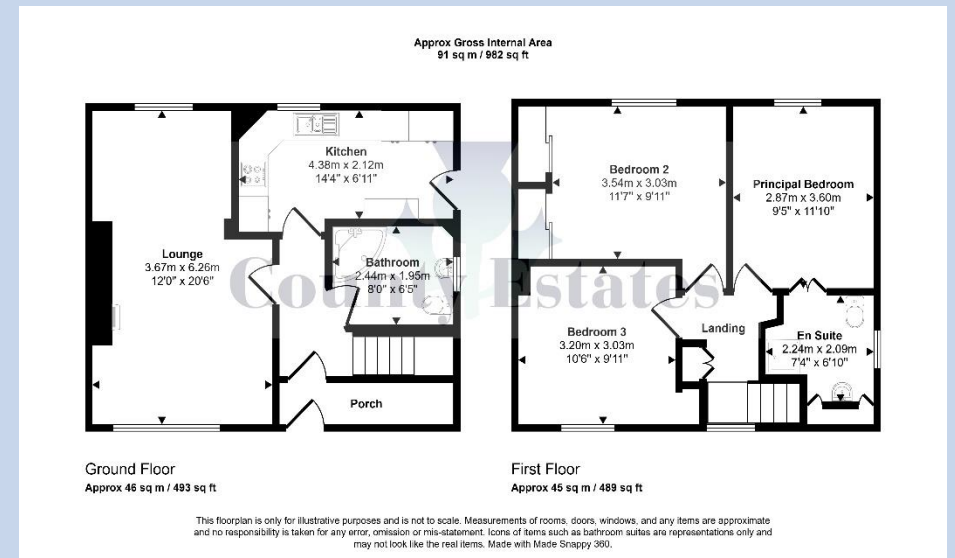 Approx Gross Internal Area
91 sq m / 982 sq ft
Kitchen
4.38m x 2.12m
14'4" x 6'11"
Lounge
3.67m x 6.26m
12'0" x 20'6"
Bathroom
2.44m x 1.95m
8'0" x 6'5"
Porch
Ground Floor
Approx 46 sq m / 493 sq ft
Bedroom 2
3.54m x 3.03m
11'7" x 9'11"
Principal Bedroom
2.87m x 3.60m
9'5" x 11'10"
Bedroom 3
3.20m x 3.03m
10'6" x 9'11"
Landing
En Suite
2.24m x 2.09m
7'4" x 6'10"
First Floor
Approx 45 sq m / 489 sq ft
County Estates
This floorplan is only for illustrative purposes and is not to scale. Measurements of rooms, doors, windows, and any items are approximate
and no responsibility is taken for any error, omission or mis-statement. Icons of items such as bathroom suites are representations only and
may not look like the real items. Made with Made Snappy 360.